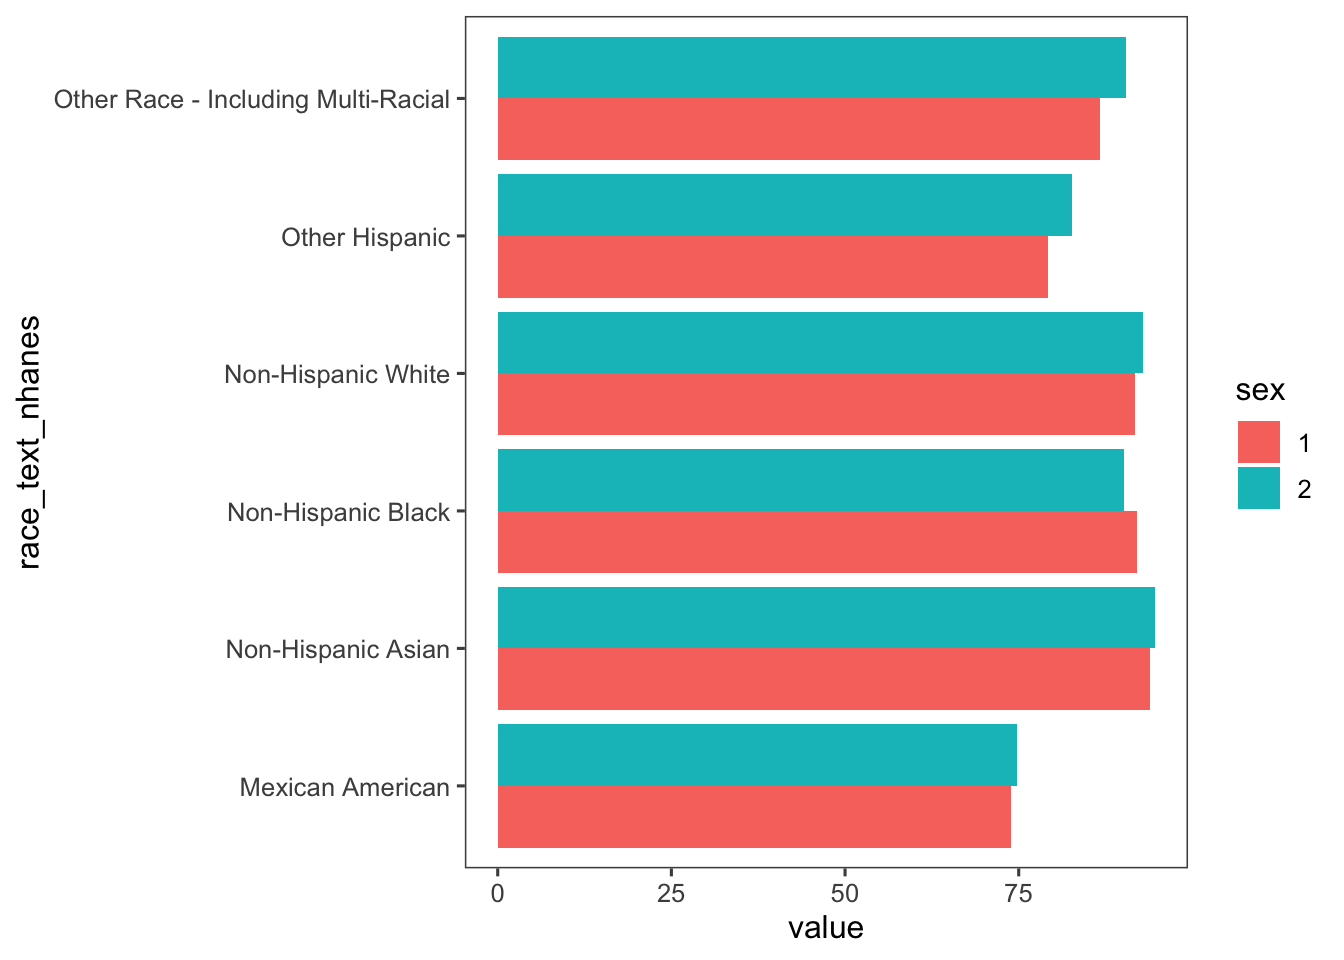 Other Race - Including Multi-Racial
Other Hispanic
Non-Hispanic White
Non-Hispanic Black
Non-Hispanic Asian
Mexican American
race_text_nhanes
0 25 50 75
value
sex
1
2